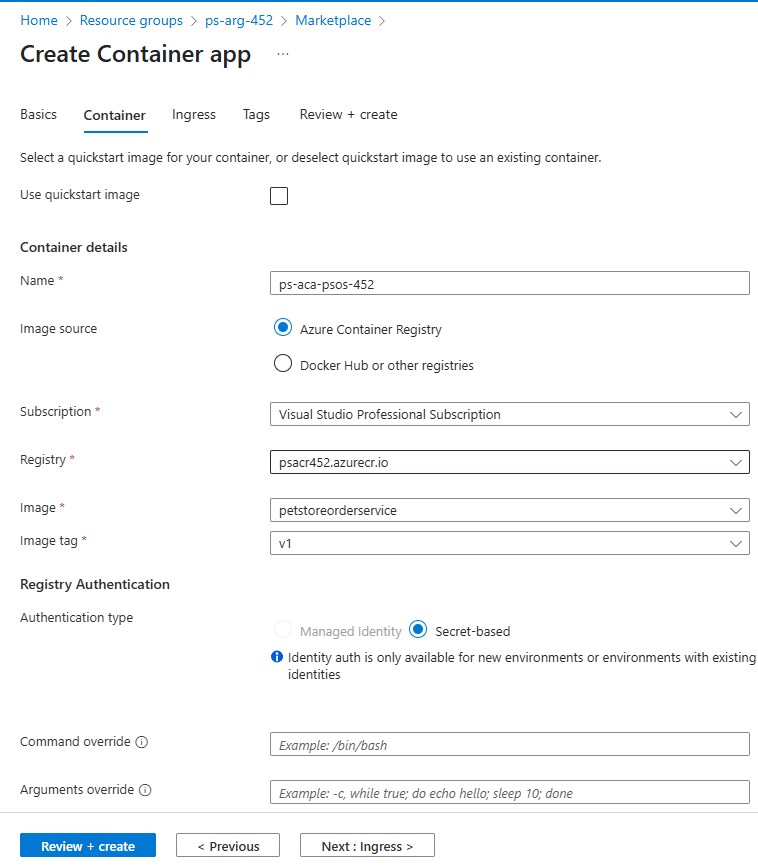 Home > Resource groups > ps-arg-452 > Marketplace >
Create Container app ...
Basics Container Ingress Tags Review + create
Select a quickstart image for your container, or deselect quickstart image to use an existing container.
Use quickstart image
Container details
Name *
ps-aca-psos-452
Image source
Azure Container Registry
Docker Hub or other registries
Subscription *
Visual Studio Professional Subscription
Registry *
psacr452.azurecr.io
Image *
petstoreorderservice
Image tag *
v1
Registry Authentication
Authentication type
Managed Identity Secret-based
Identity auth is only available for new environments or environments with existing
identities
Command override
Example: /bin/bash
Arguments override
Example: -c, while true; do echo hello; sleep 10; done
Review + create < Previous Next : Ingress >